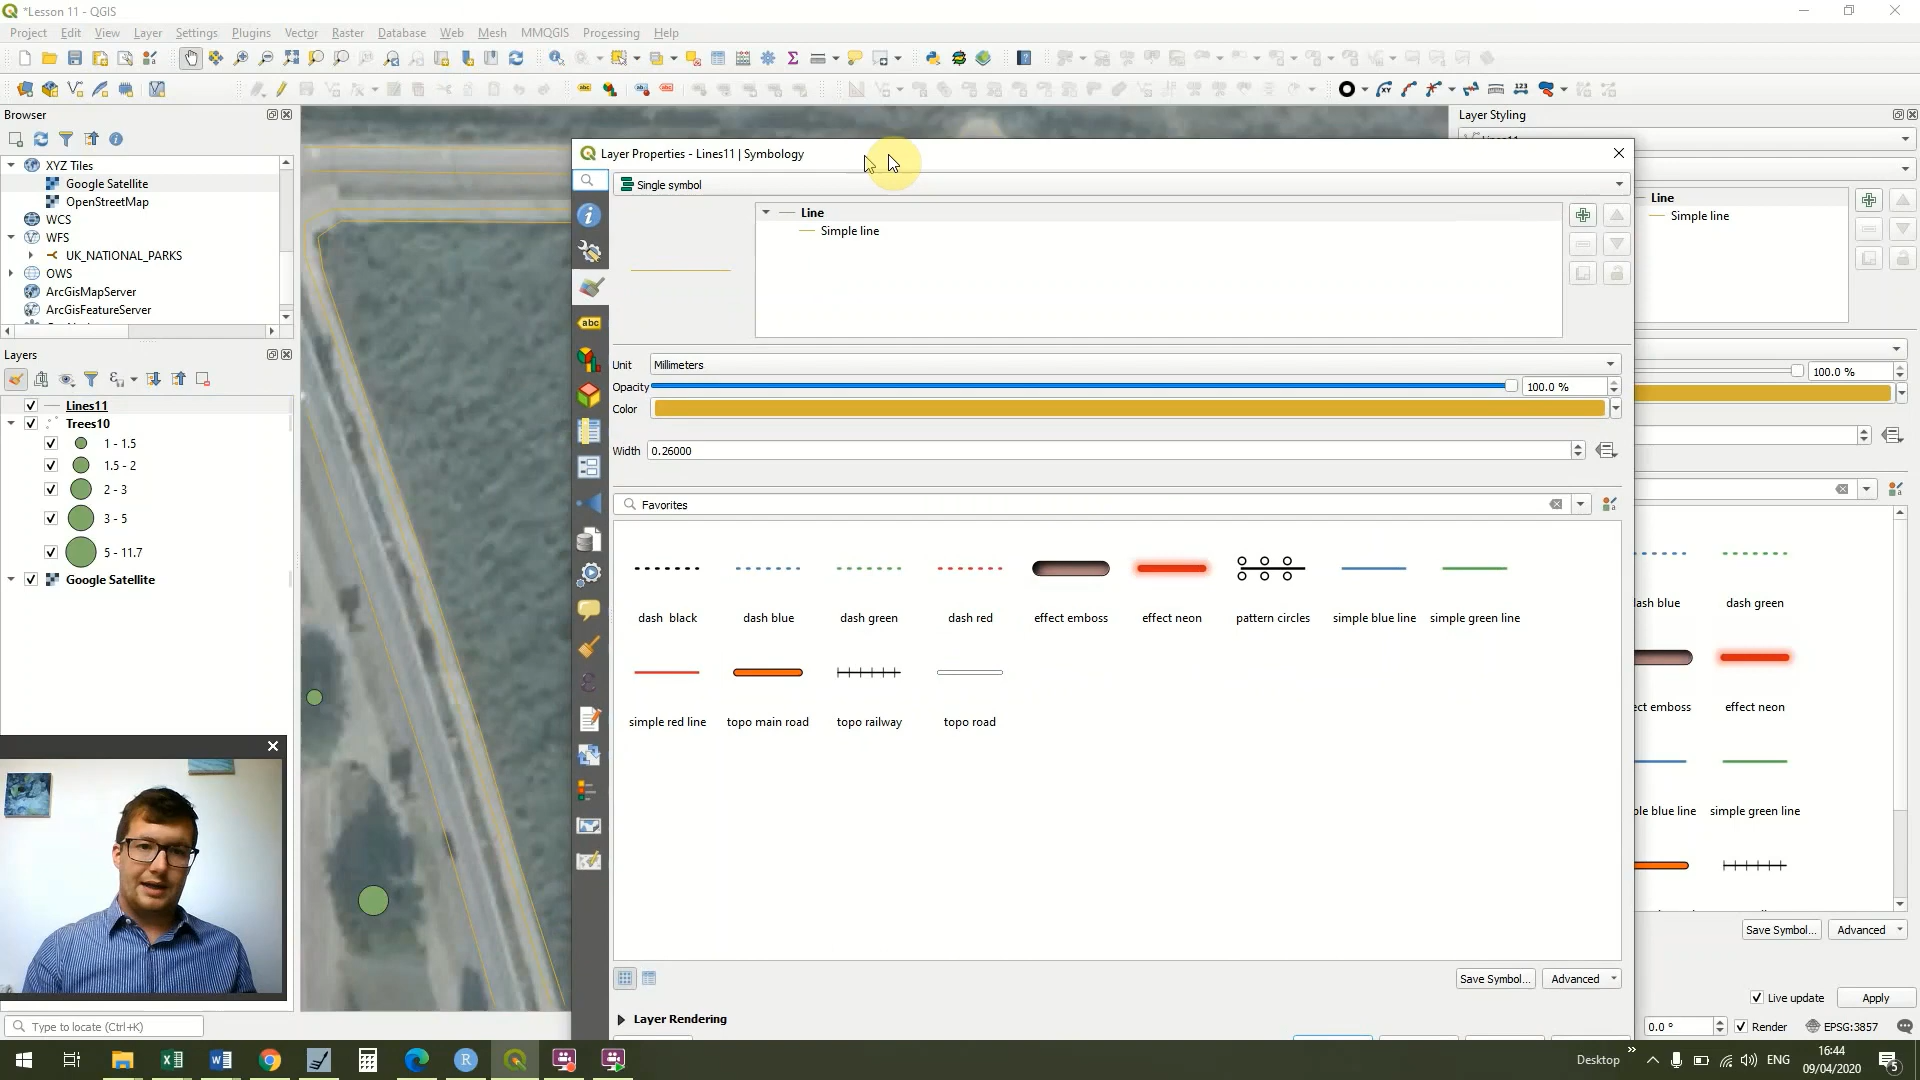 *Lesson 11 - QGIS
Project Edit View Layer Settings Plugins Vector Raster Database Web Mesh MMQGIS Processing Help
Browser
XYZ Tiles
Google Satellite
OpenStreetMap
WCS
WFS
UK_NATIONAL_PARKS
OWS
ArcGisMapServer
ArcGisFeatureServer
Layers
Lines11
Trees10
1 - 1.5
1.5 - 2
2 - 3
3 - 5
5 - 11.7
Google Satellite
Type to locate (Ctrl+K)
Layer Properties - Lines11 | Symbology
Single symbol
Line
Simple line
Unit Millimeters
Opacity 100.0 %
Color
Width 0.26000
Favorites
dash black dash blue dash green dash red effect emboss effect neon pattern circles simple blue line simple green line
simple red line topo main road topo railway topo road
Save Symbol... Advanced
Layer Rendering
Layer Styling
Line
Simple line
100.0 %
dash blue dash green
ect emboss effect neon
ple blue line simple green line
Save Symbol... Advanced
Live update Apply
0.0 ° Render EPSG:3857
Desktop ENG
16:44
09/04/2020
5